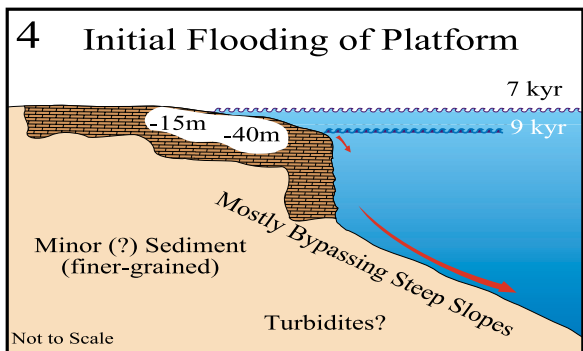 4 Initial Flooding of Platform
7 kyr
9 kyr
-15m
-40m
Mostly Bypassing Steep Slopes
Minor (?) Sediment
(finer-grained)
Turbidites?
Not to Scale